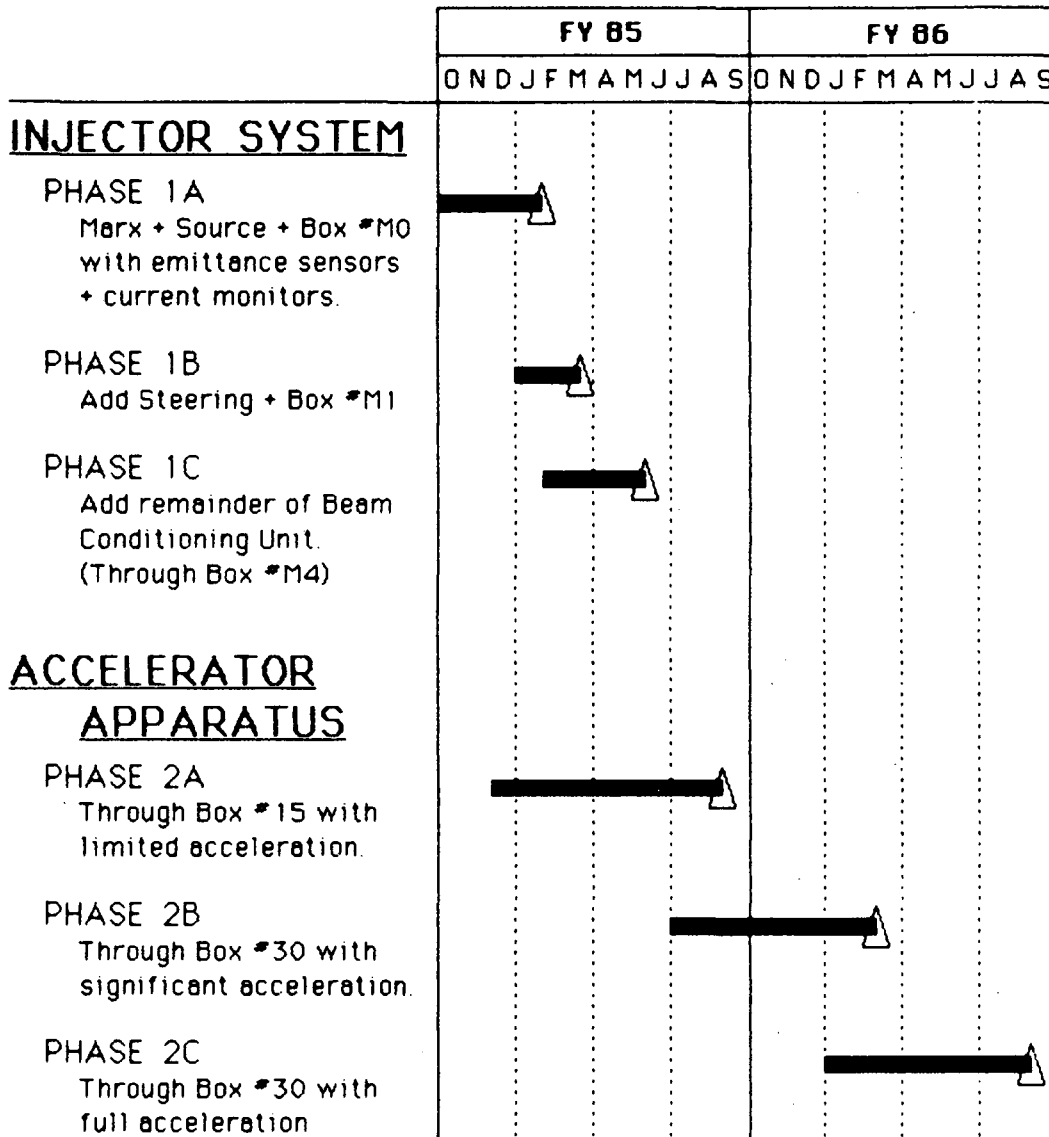 FY 85 FY 86
O N D J F M A M J J A S O N D J F M A M J J A S
INJECTOR SYSTEM
PHASE 1A
Marx + Source + Box #M0
with emittance sensors
+ current monitors.
PHASE 1B
Add Steering + Box #M1
PHASE 1C
Add remainder of Beam
Conditioning Unit.
(Through Box #M4)
ACCELERATOR
APPARATUS
PHASE 2A
Through Box #15 with
limited acceleration.
PHASE 2B
Through Box #30 with
significant acceleration.
PHASE 2C
Through Box #30 with
full acceleration